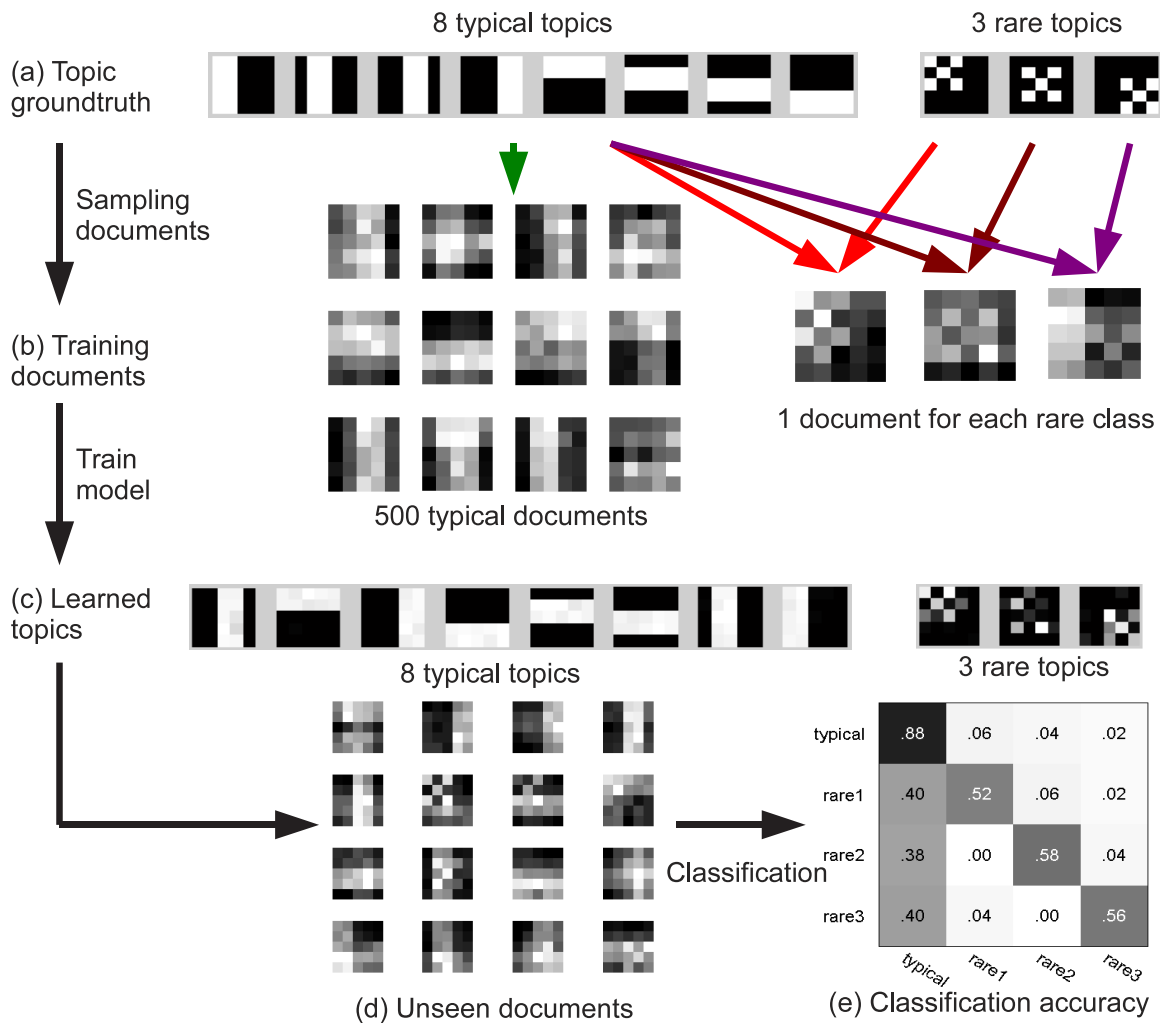 8 typical topics
3 rare topics
(a) Topic
groundtruth
Sampling
documents
(b) Training
documents
1 document for each rare class
Train
model
500 typical documents
(c) Learned
topics
8 typical topics
3 rare topics
typical .88 .06 .04 .02
rare1 .40 .52 .06 .02
rare2 .38 .00 .58 .04
rare3 .40 .04 .00 .56
typical rare1 rare2 rare3
Classification
(d) Unseen documents
(e) Classification accuracy